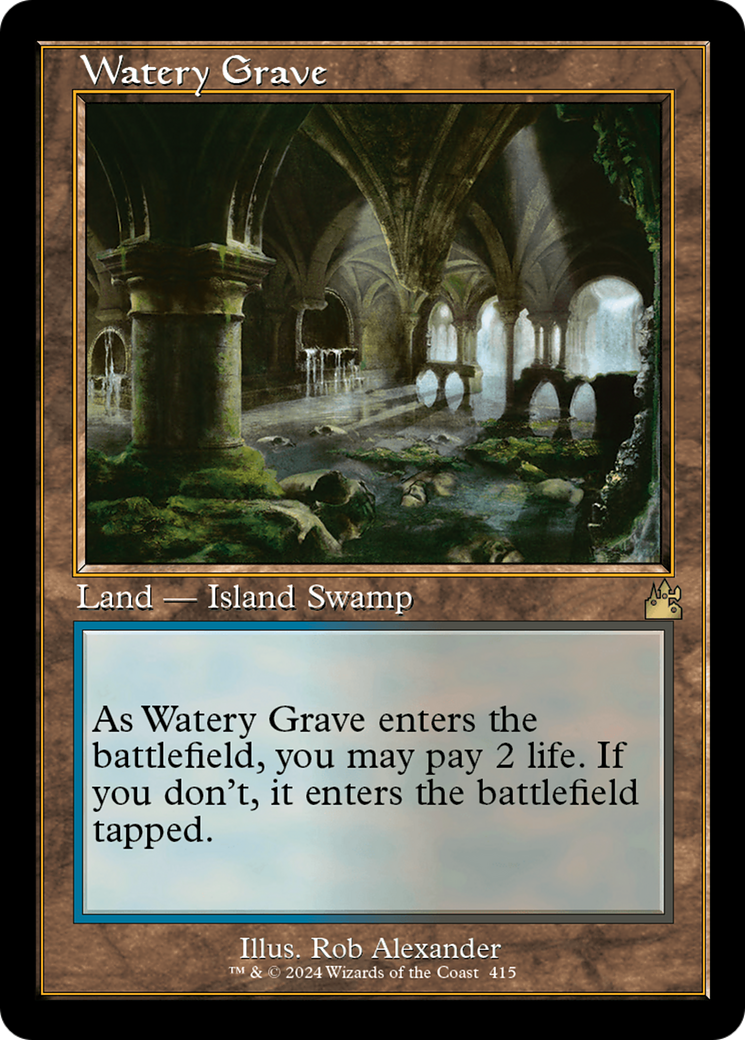 Watery Grave
Land — Island Swamp
As Watery Grave enters the
battlefield, you may pay 2 life. If
you don't, it enters the battlefield
tapped.
Illus. Rob Alexander
™ & © 2024 Wizards of the Coast 415